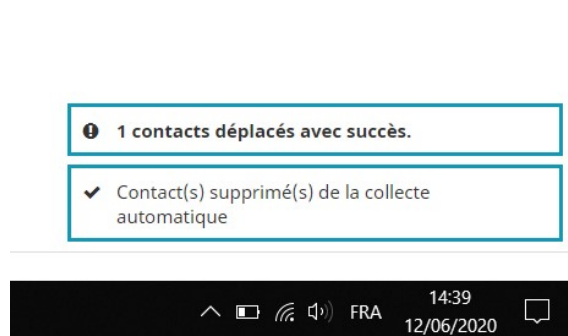 1 contacts déplacés avec succès.
Contact(s) supprimé(s) de la collecte
automatique
FRA
14:39
12/06/2020